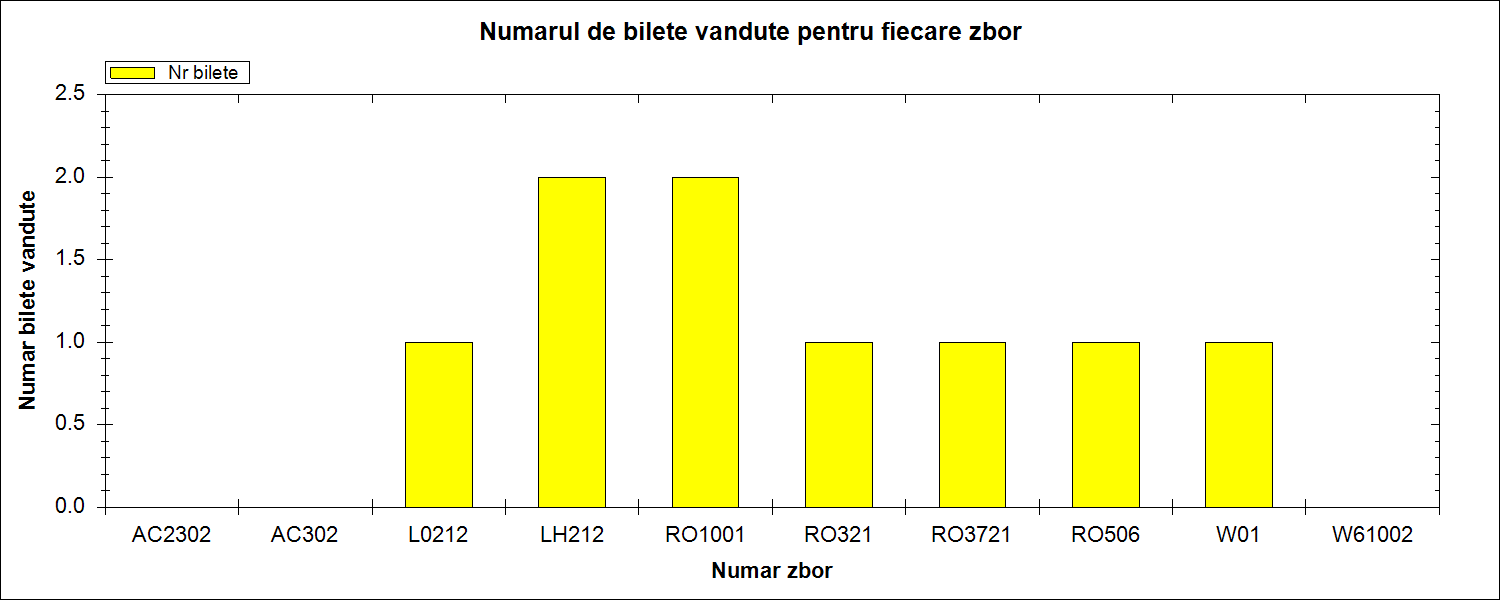 Numarul de bilete vandute pentru fiecare zbor
Nr bilete
2.5
2.0
1.5
1.0
0.5
0.0
Numar bilete vandute
AC2302 AC302 L0212 LH212 RO1001 RO321 RO3721 RO506 W01 W61002
Numar zbor